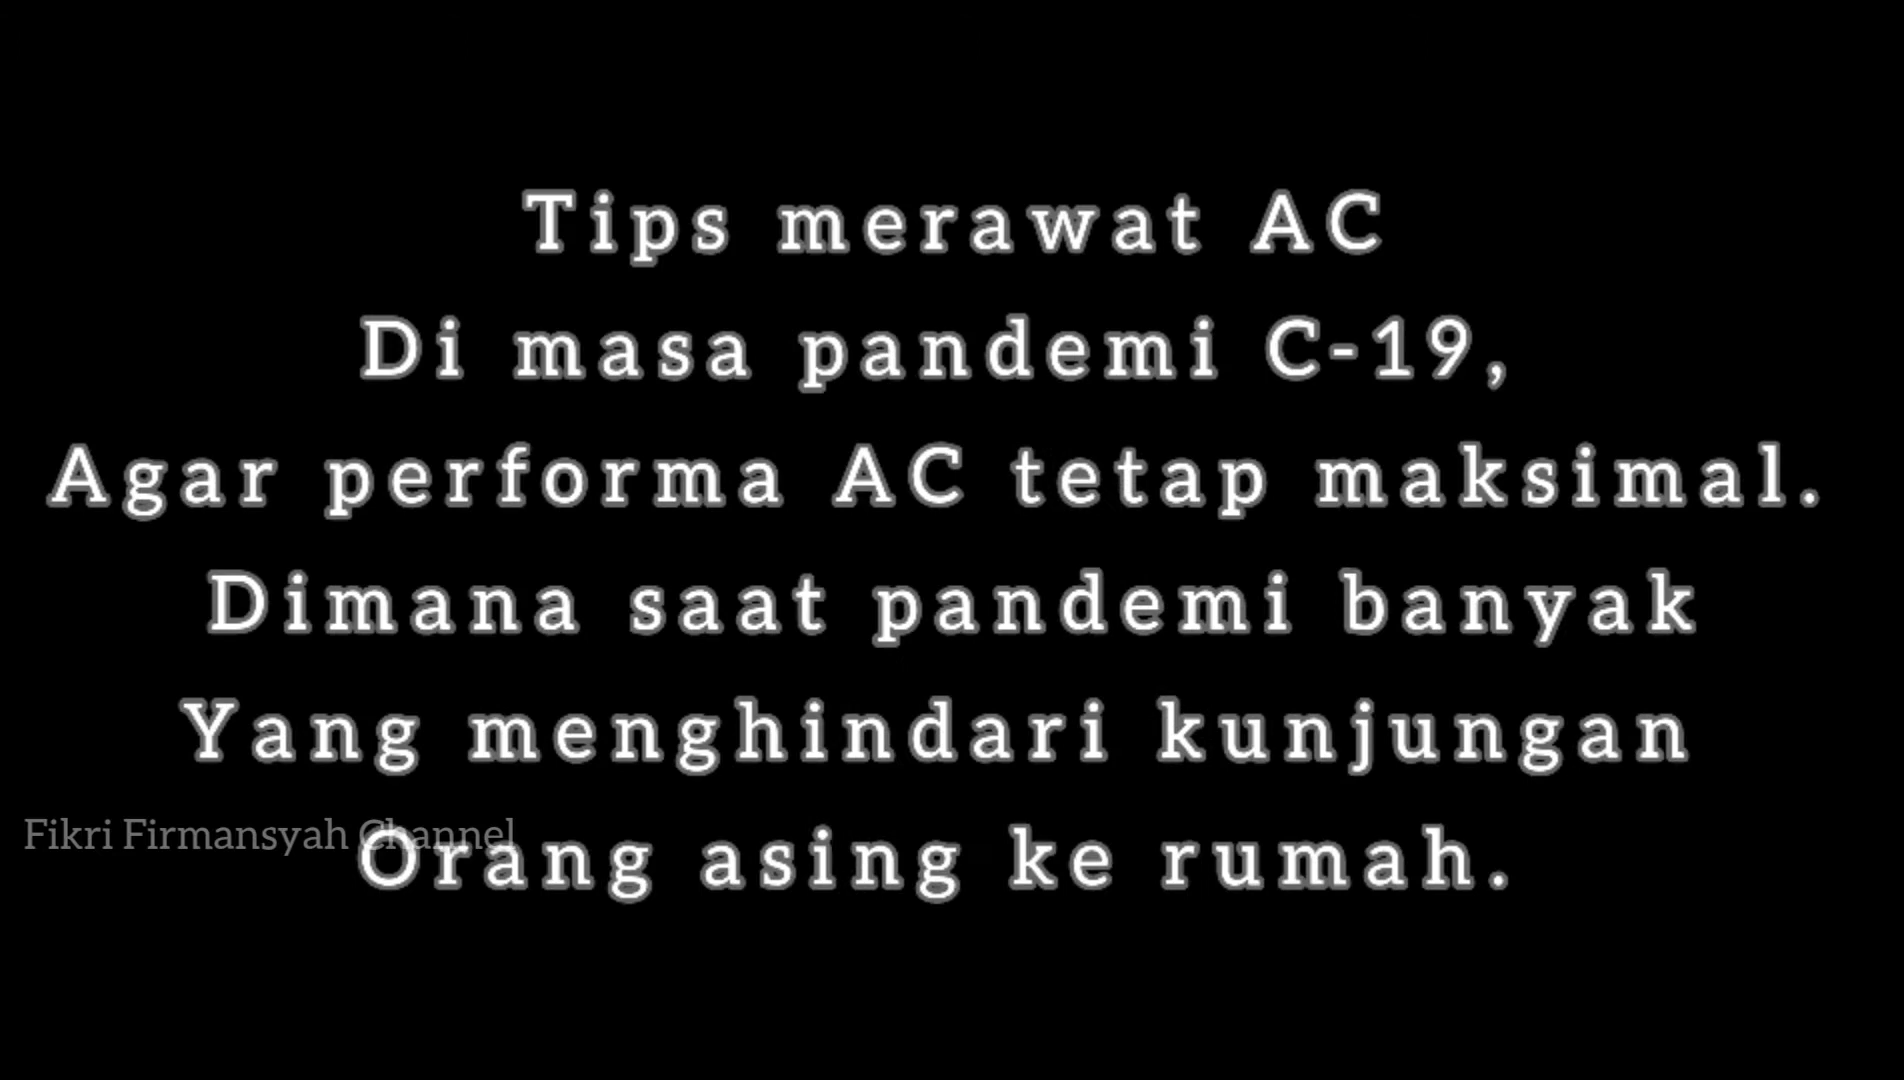 Tips merawat AC
Di masa pandemi C-19,
Agar performa AC tetap maksimal.
Dimana saat pandemi banyak
Yang menghindari kunjungan
Fikri Firmansyah Channel
Orang asing ke rumah.